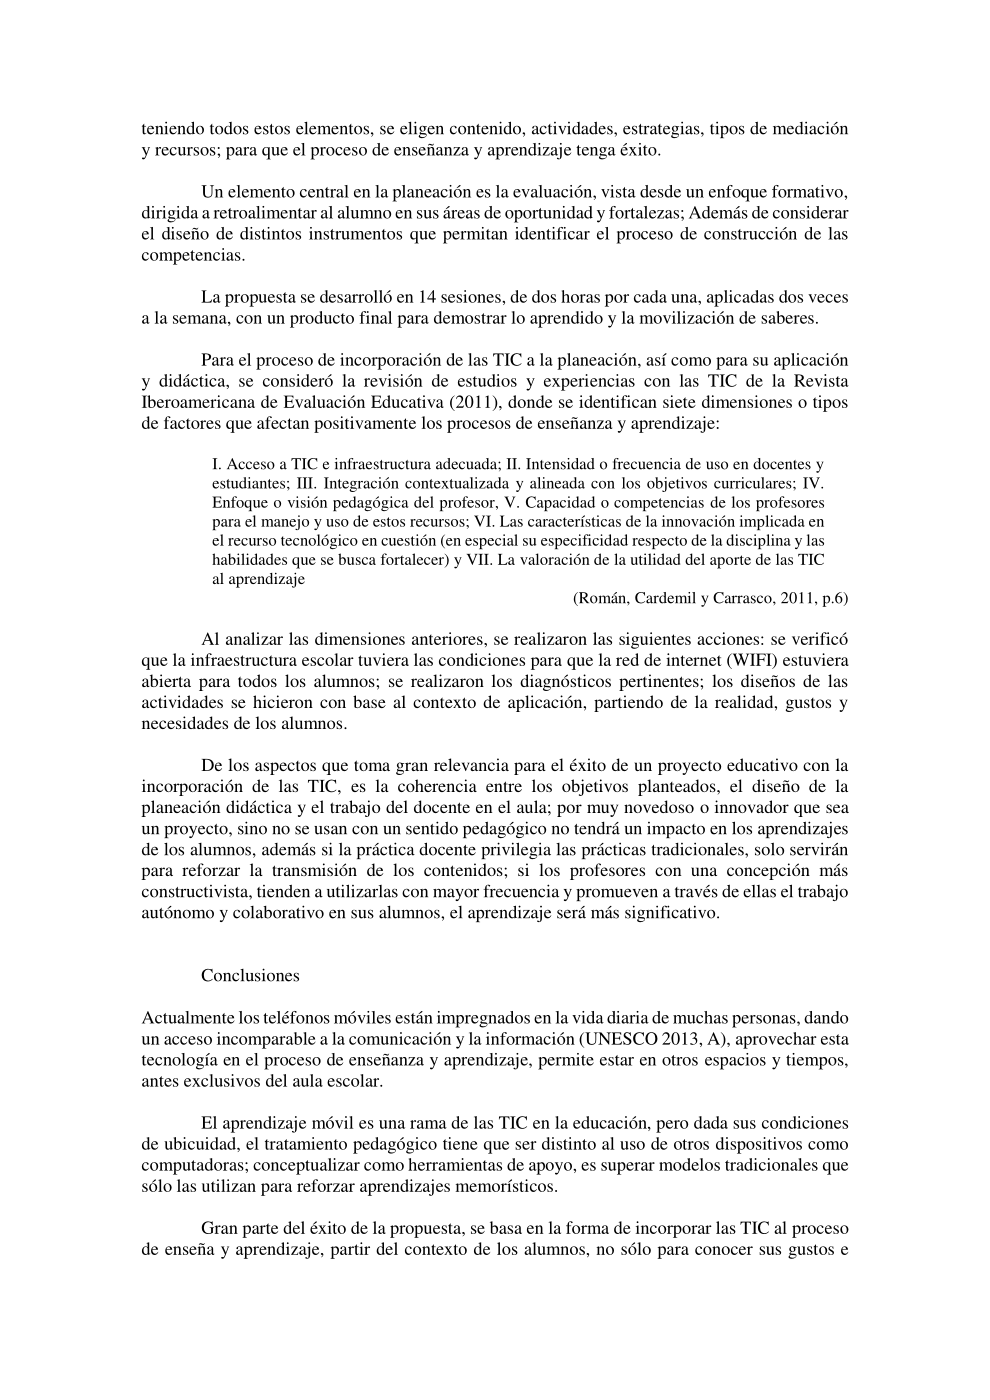 teniendo todos estos elementos, se eligen contenido, actividades, estrategias, tipos de mediación
y recursos; para que el proceso de enseñanza y aprendizaje tenga éxito.
Un elemento central en la planeación es la evaluación, vista desde un enfoque formativo,
dirigida a retroalimentar al alumno en sus áreas de oportunidad y fortalezas; Además de considerar
el diseño de distintos instrumentos que permitan identificar el proceso de construcción de las
competencias.
La propuesta se desarrolló en 14 sesiones, de dos horas por cada una, aplicadas dos veces
a la semana, con un producto final para demostrar lo aprendido y la movilización de saberes.
Para el proceso de incorporación de las TIC a la planeación, así como para su aplicación
y didáctica, se consideró la revisión de estudios y experiencias con las TIC de la Revista
Iberoamericana de Evaluación Educativa (2011), donde se identifican siete dimensiones o tipos
de factores que afectan positivamente los procesos de enseñanza y aprendizaje:
I. Acceso a TIC e infraestructura adecuada; II. Intensidad o frecuencia de uso en docentes y
estudiantes; III. Integración contextualizada y alineada con los objetivos curriculares; IV.
Enfoque o visión pedagógica del profesor, V. Capacidad o competencias de los profesores
para el manejo y uso de estos recursos; VI. Las características de la innovación implicada en
el recurso tecnológico en cuestión (en especial su especificidad respecto de la disciplina y las
habilidades que se busca fortalecer) y VII. La valoración de la utilidad del aporte de las TIC
al aprendizaje
(Román, Cardemil y Carrasco, 2011, p.6)
Al analizar las dimensiones anteriores, se realizaron las siguientes acciones: se verificó
que la infraestructura escolar tuviera las condiciones para que la red de internet (WIFI) estuviera
abierta para todos los alumnos; se realizaron los diagnósticos pertinentes; los diseños de las
actividades se hicieron con base al contexto de aplicación, partiendo de la realidad, gustos y
necesidades de los alumnos.
De los aspectos que toma gran relevancia para el éxito de un proyecto educativo con la
incorporación de las TIC, es la coherencia entre los objetivos planteados, el diseño de la
planeación didáctica y el trabajo del docente en el aula; por muy novedoso o innovador que sea
un proyecto, sino no se usan con un sentido pedagógico no tendrá un impacto en los aprendizajes
de los alumnos, además si la práctica docente privilegia las prácticas tradicionales, solo servirán
para reforzar la transmisión de los contenidos; si los profesores con una concepción más
constructivista, tienden a utilizarlas con mayor frecuencia y promueven a través de ellas el trabajo
autónomo y colaborativo en sus alumnos, el aprendizaje será más significativo.
Conclusiones
Actualmente los teléfonos móviles están impregnados en la vida diaria de muchas personas, dando
un acceso incomparable a la comunicación y la información (UNESCO 2013, A), aprovechar esta
tecnología en el proceso de enseñanza y aprendizaje, permite estar en otros espacios y tiempos,
antes exclusivos del aula escolar.
El aprendizaje móvil es una rama de las TIC en la educación, pero dada sus condiciones
de ubicuidad, el tratamiento pedagógico tiene que ser distinto al uso de otros dispositivos como
computadoras; conceptualizar como herramientas de apoyo, es superar modelos tradicionales que
sólo las utilizan para reforzar aprendizajes memorísticos.
Gran parte del éxito de la propuesta, se basa en la forma de incorporar las TIC al proceso
de enseña y aprendizaje, partir del contexto de los alumnos, no sólo para conocer sus gustos e